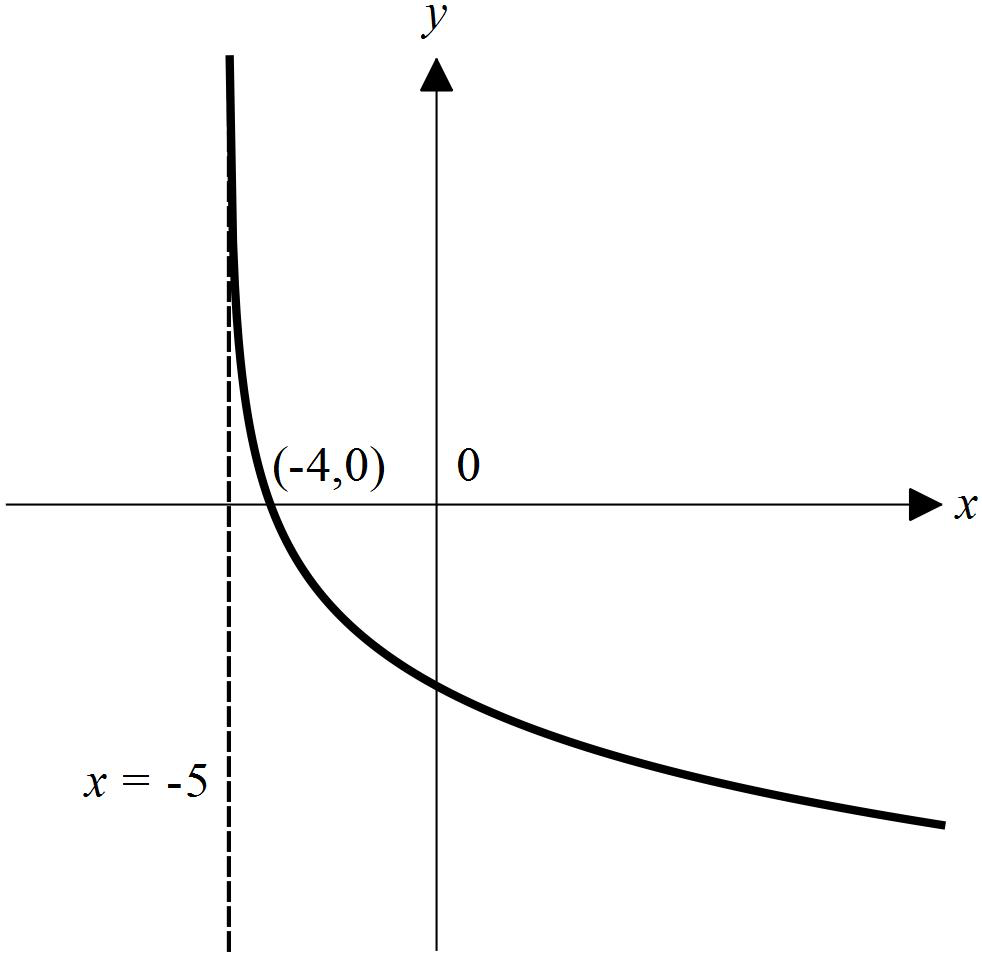 y
(-4,0) 0
x
x = -5